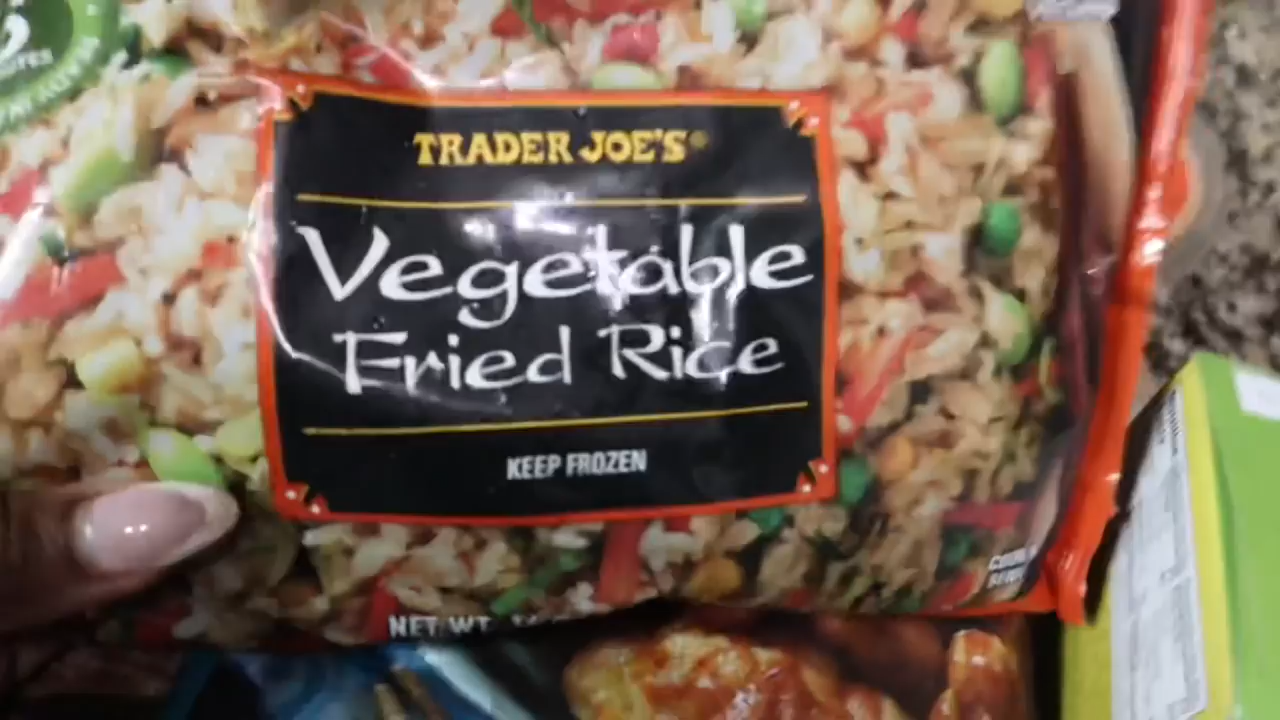 TRADER JOE'S
Vegetable
Fried Rice
KEEP FROZEN
NET WT.